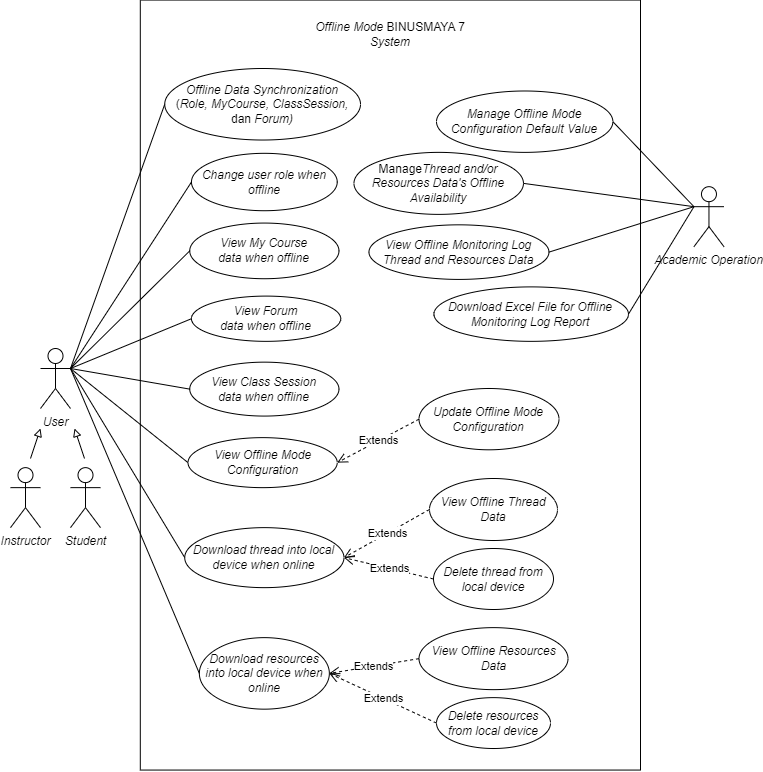 Offline Mode BINUSMAYA 7
System
Offline Data Synchronization
(Role, MyCourse, ClassSession,
dan Forum)
Change user role when
offline
View My Course
data when offline
View Forum
data when offline
View Class Session
data when offline
View Offline Mode
Configuration
Download thread into local
device when online
Download resources
into local device when
online
Manage Offline Mode
Configuration Default Value
ManageThread and/or
Resources Data's Offline
Availability
View Offline Monitoring Log
Thread and Resources Data
Download Excel File for Offline
Monitoring Log Report
Update Offline Mode
Configuration
Extends
View Offline Thread
Data
Extends
Delete thread from
local device
Extends
View Offline Resources
Data
Extends
Delete resources
from local device
Extends
User
Instructor
Student
Academic Operation